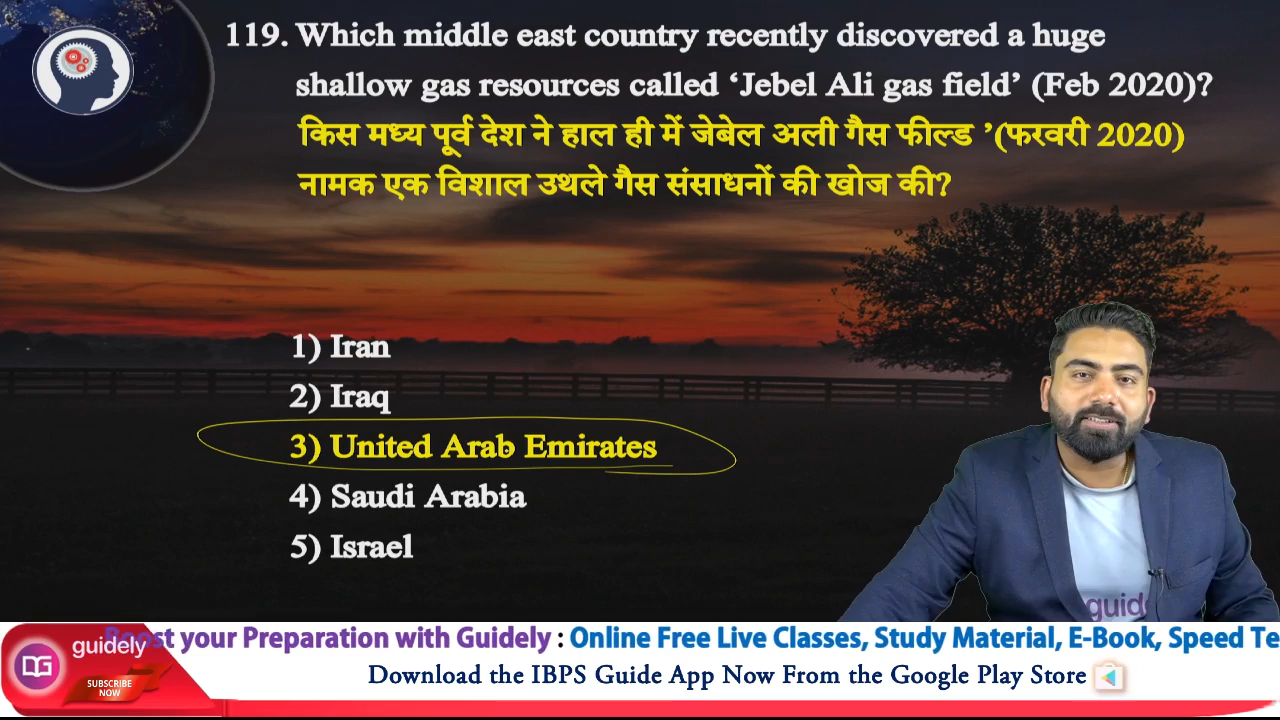 119. Which middle east country recently discovered a huge
shallow gas resources called ‘Jebel Ali gas field’ (Feb 2020)?
किस मध्य पूर्व देश ने हाल ही में जेबेल अली गैस फील्ड ’(फरवरी 2020)
नामक एक विशाल उथले गैस संसाधनों की खोज की?
1) Iran
2) Iraq
3) United Arab Emirates
4) Saudi Arabia
5) Israel
guide
guidely
SUBSCRIBE
NOW
Boost your Preparation with Guidely : Online Free Live Classes, Study Material, E-Book, Speed Te
Download the IBPS Guide App Now From the Google Play Store